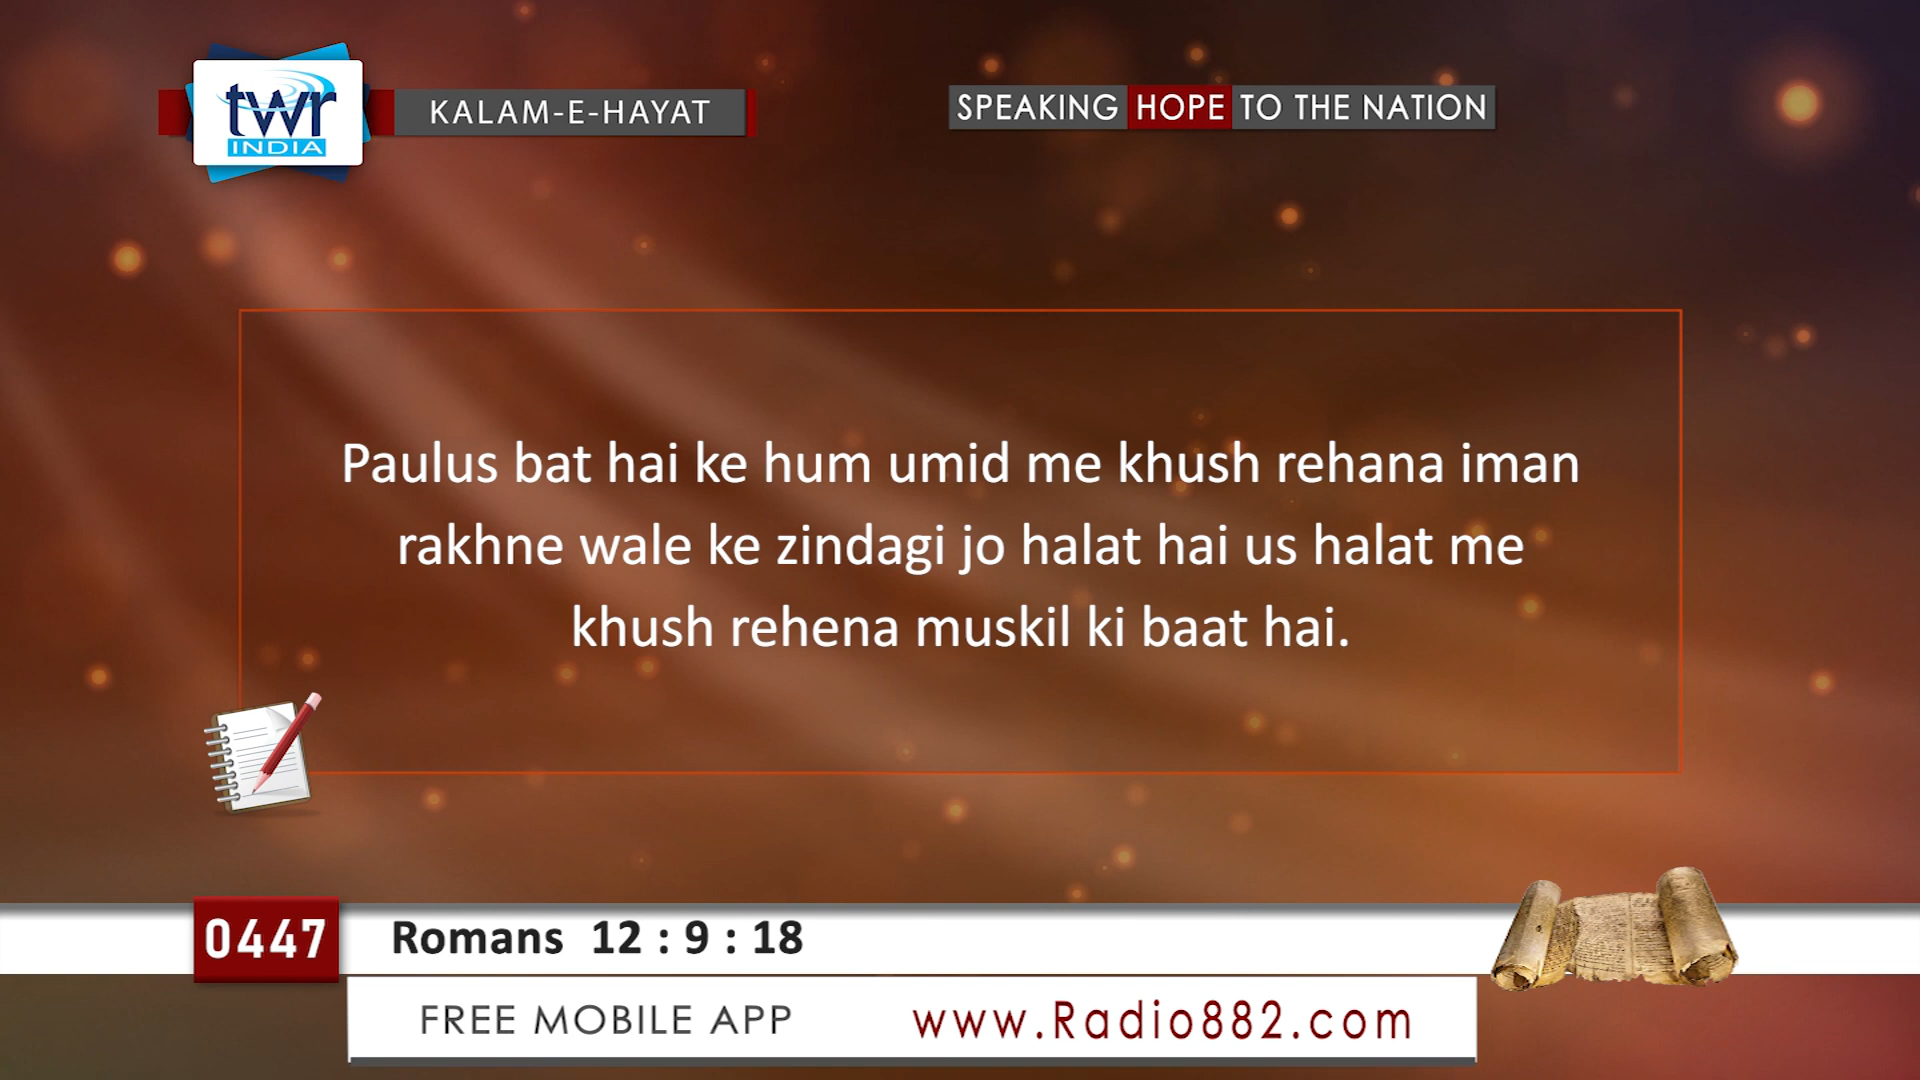 twr
INDIA
KALAM-E-HAYAT
SPEAKING HOPE TO THE NATION
Paulus bat hai ke hum umid me khush rehana iman
rakhne wale ke zindagi jo halat hai us halat me
khush rehena muskil ki baat hai.
0447
Romans 12 : 9 : 18
FREE MOBILE APP
www.Radio882.com